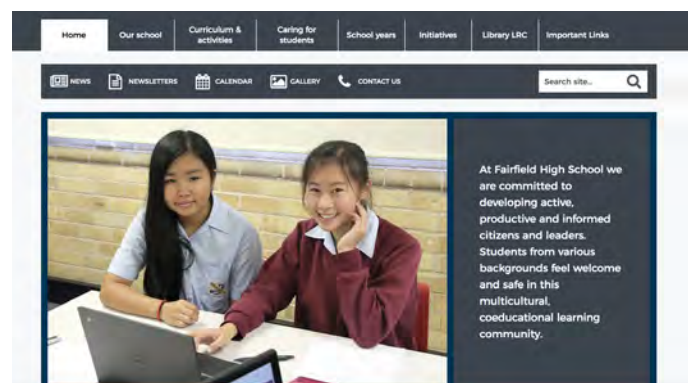 Home
Our school
Curriculum &
activities
Caring for
students
School years
Initiatives
Library LRC
Important Links
NEWS
NEWSLETTERS
CALENDAR
GALLERY
CONTACT US
Search site...
At Fairfield High School we
are committed to
developing active,
productive and informed
citizens and leaders.
Students from various
backgrounds feel welcome
and safe in this
multicultural,
coeducational learning
community.